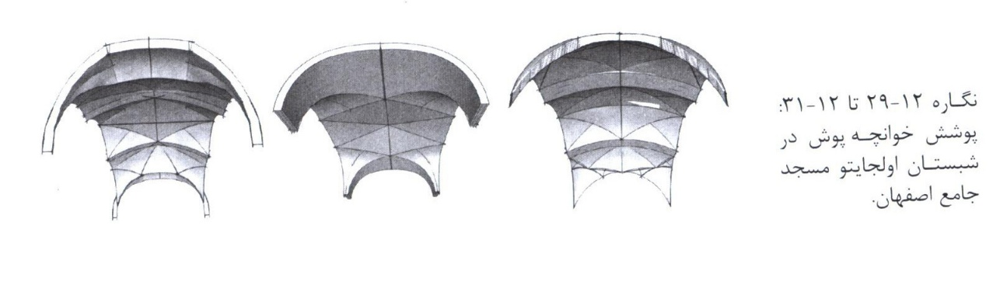 نگاره ۱۲-۲۹ تا ۱۲-۳۱:
پوشش خوانچه پوش در
شبستان اولجایتو مسجد
جامع اصفهان.